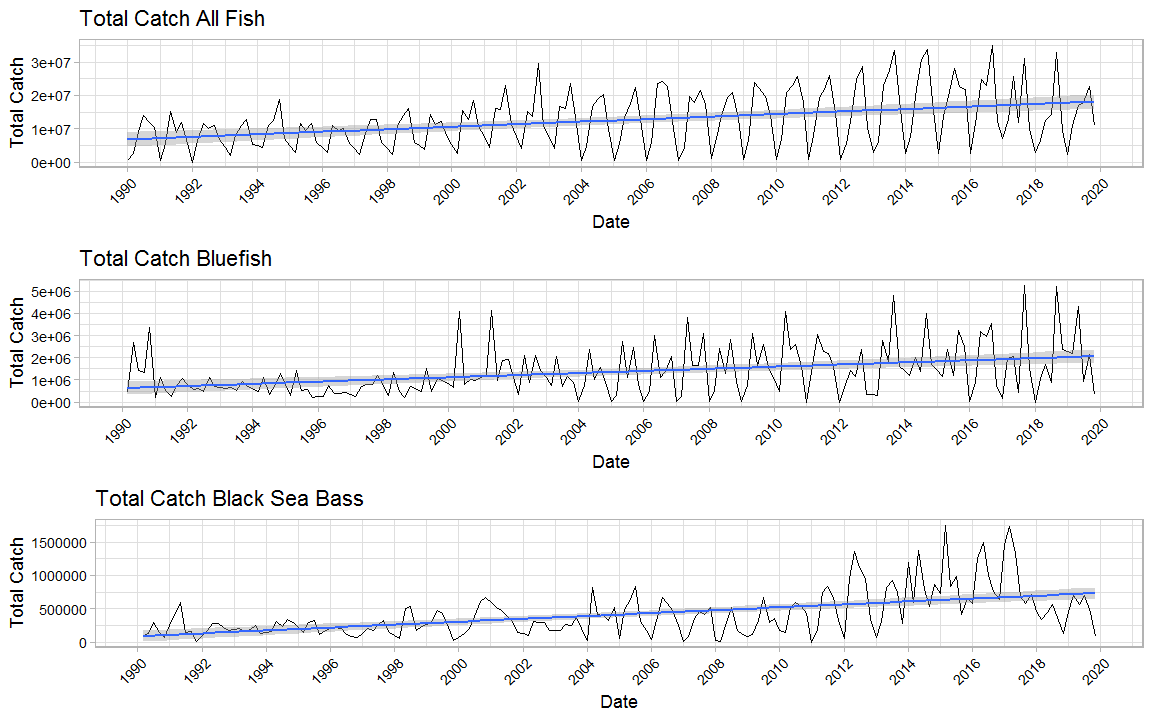 Total Catch All Fish
Total Catch
3e+07
2e+07
1e+07
0e+00
1990 1992 1994 1996 1998 2000 2002 2004 2006 2008 2010 2012 2014 2016 2018 2020
Date
Total Catch Bluefish
Total Catch
5e+06
4e+06
3e+06
2e+06
1e+06
0e+00
1990 1992 1994 1996 1998 2000 2002 2004 2006 2008 2010 2012 2014 2016 2018 2020
Date
Total Catch Black Sea Bass
Total Catch
1500000
1000000
500000
0
1990 1992 1994 1996 1998 2000 2002 2004 2006 2008 2010 2012 2014 2016 2018 2020
Date